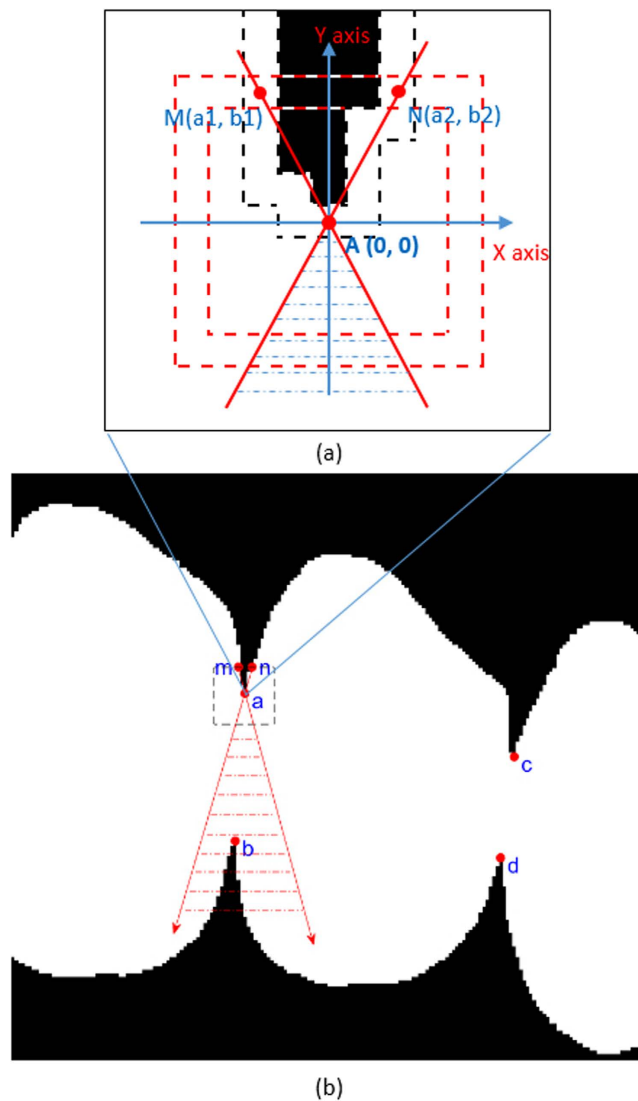 Y axis
M(a1, b1)
N(a2, b2)
A (0, 0)
X axis
(a)
m
n
a
c
b
d
(b)